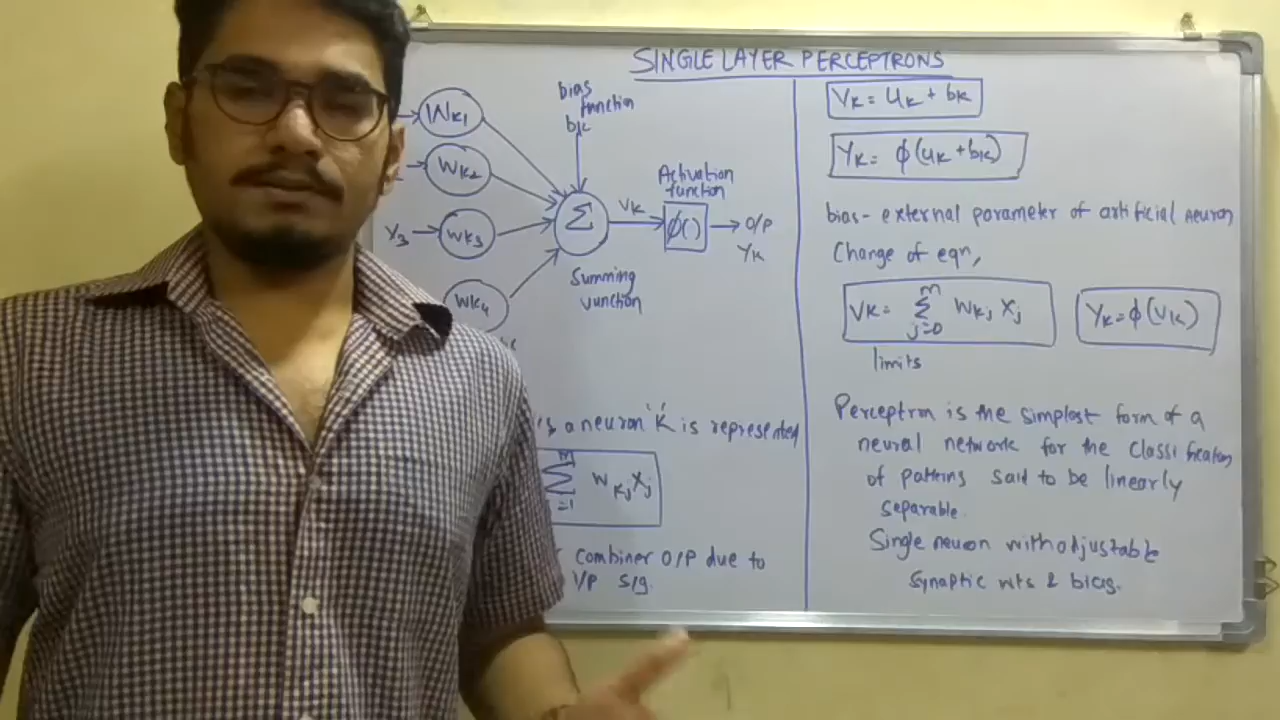 SINGLE LAYER PERCEPTRONS
Wk1
Wk2
X3
Wk3
Wk4
bias
function
bk
Σ
Summing
Vunction
VK
Activation
function
ϕ()
O/P
YK
a neuron 'K' is represented
m
Σ WKj Xj
=1
combiner O/P due to
I/P sig.
VK = UK + bK
YK = ϕ(UK + bK)
bias - external parameter of artificial neuron
Change of eqn,
m
VK = Σ WKj Xj
j=0
YK = ϕ(VK)
limits
Perceptron is the simplest form of a
neural network for the classification
of patterns said to be linearly
separable.
Single neuron with adjustable
synaptic wts & bias.